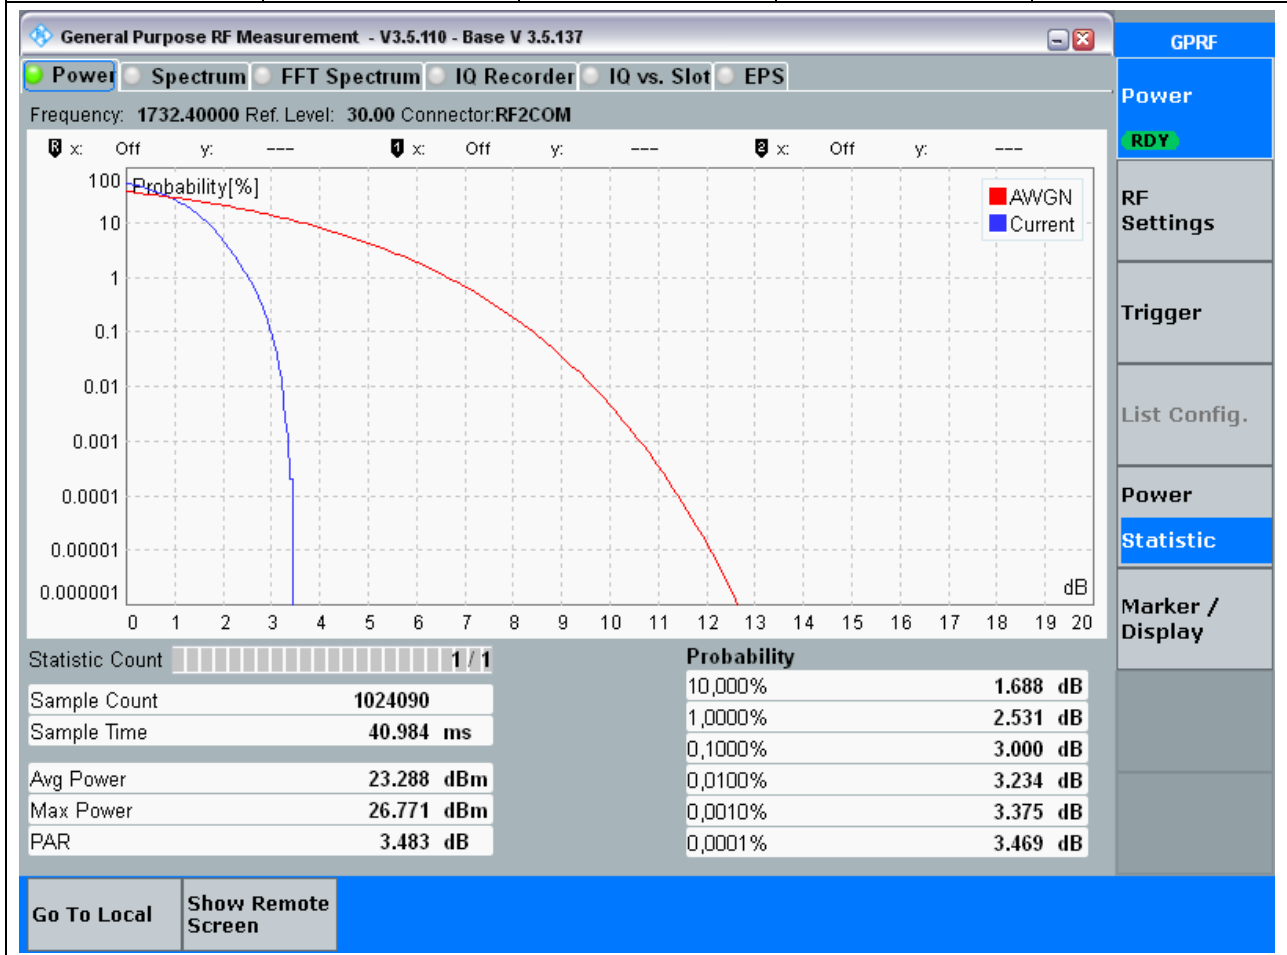 General Purpose RF Measurement - V3.5.110 - Base V 3.5.137
GPRF
Power Spectrum FFT Spectrum IQ Recorder IQ vs. Slot EPS
Power
RDY
Frequency: 1732.40000 Ref. Level: 30.00 Connector:RF2COM
R x: Off y: --- 1 x: Off y: --- 2 x: Off y: ---
Probability[%]
AWGN
Current
100
10
1
0.1
0.01
0.001
0.0001
0.00001
0.000001
dB
0 1 2 3 4 5 6 7 8 9 10 11 12 13 14 15 16 17 18 19 20
RF
Settings
Trigger
List Config.
Power
Statistic
Marker /
Display
Statistic Count 1 / 1
Sample Count 1024090
Sample Time 40.984 ms
Avg Power 23.288 dBm
Max Power 26.771 dBm
PAR 3.483 dB
Probability
10,000% 1.688 dB
1,0000% 2.531 dB
0,1000% 3.000 dB
0,0100% 3.234 dB
0,0010% 3.375 dB
0,0001% 3.469 dB
Go To Local
Show Remote
Screen